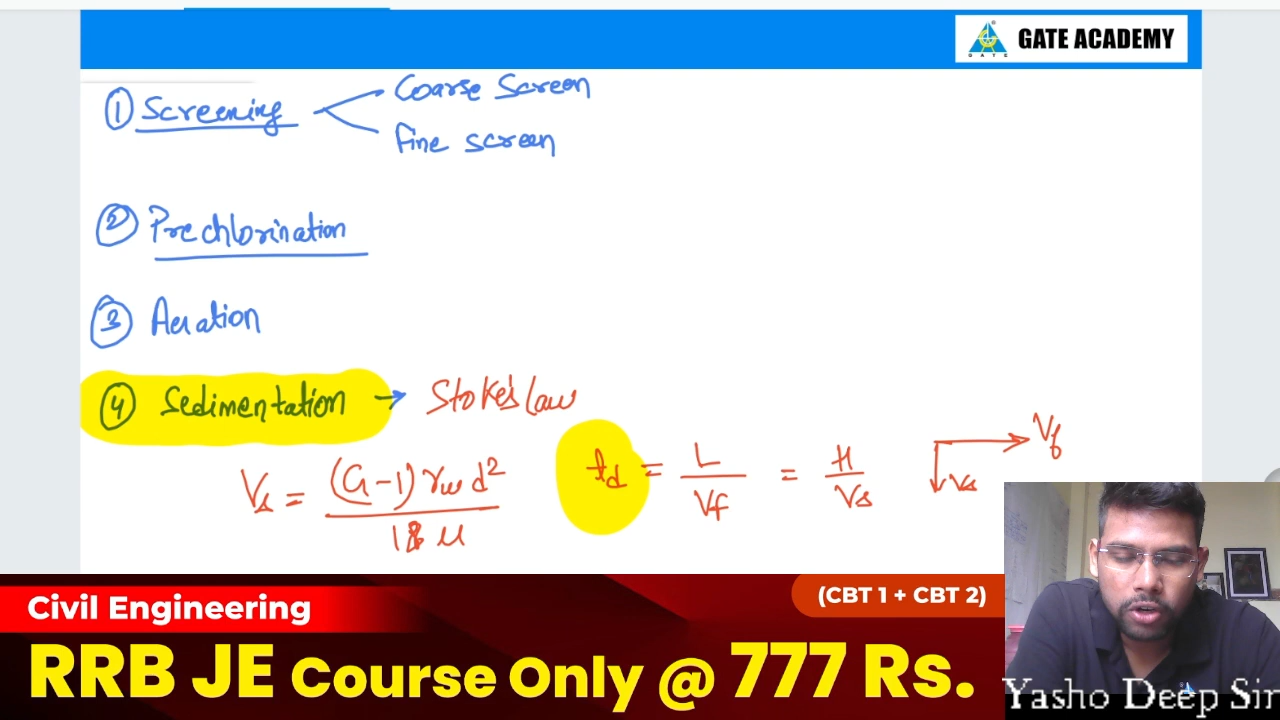 GATE ACADEMY
GATE
① Screening
Coarse Screen
Fine screen
② Prechlorination
③ Aeration
④ Sedimentation → Stoke's Law
Vs = (G-1) γw d² / 18 μ
td = L / Vf = H / Vs
Vf
Vs
Civil Engineering
(CBT 1 + CBT 2)
RRB JE Course Only @ 777 Rs.
Yasho Deep Sir